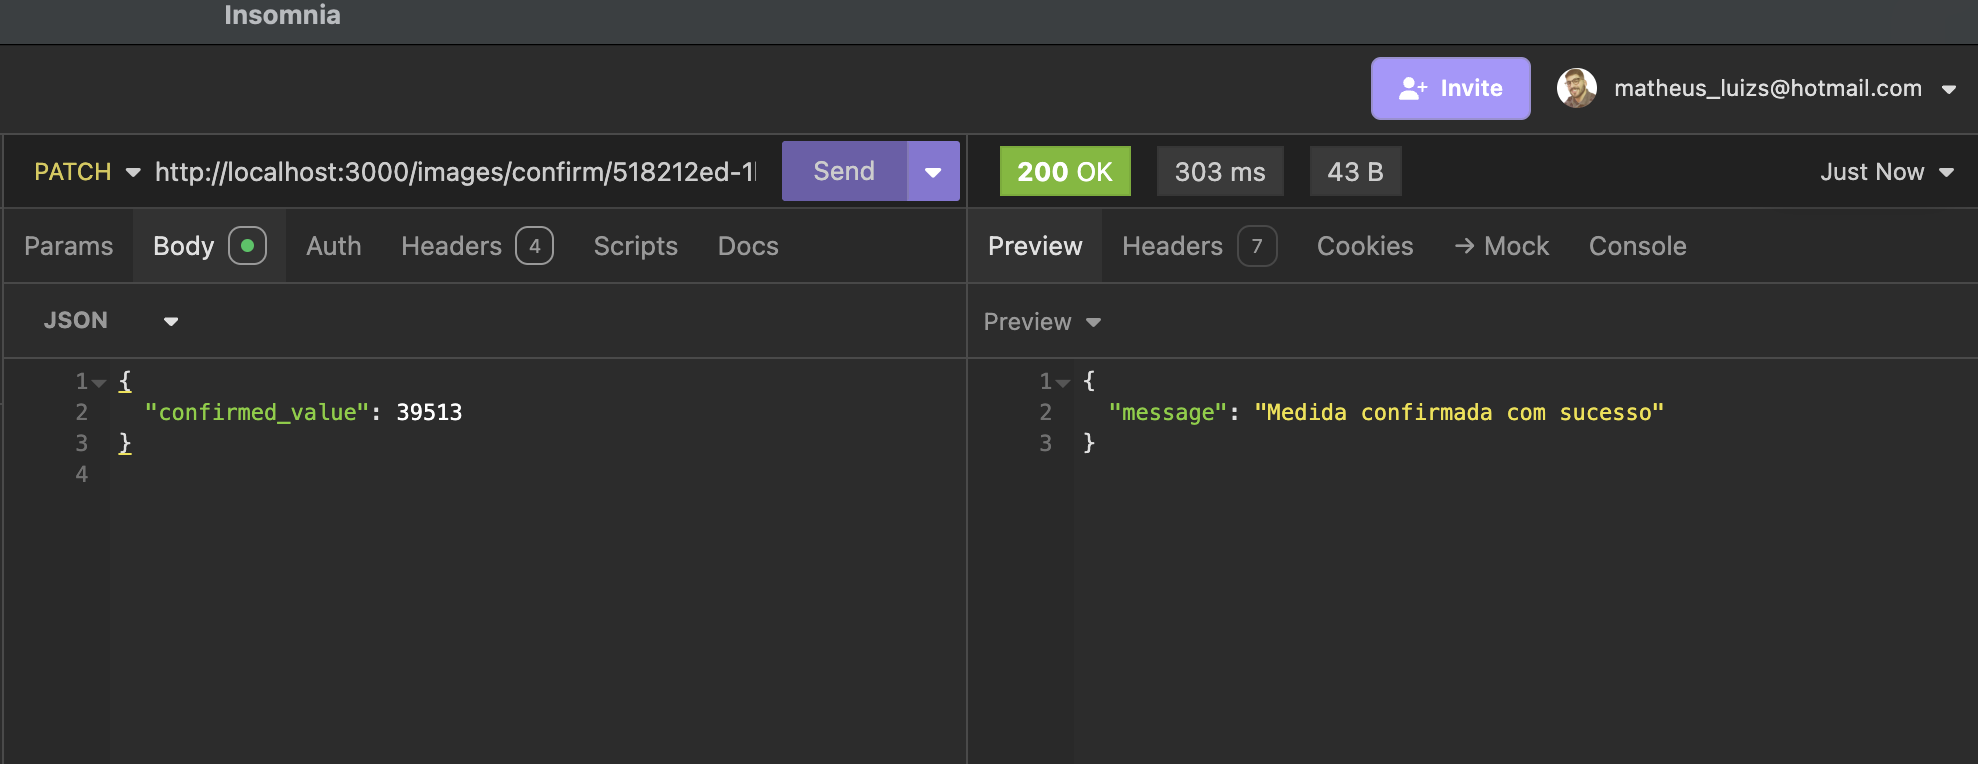 Insomnia
Invite
matheus_luizs@hotmail.com
PATCH http://localhost:3000/images/confirm/518212ed-1 Send
200 OK 303 ms 43 B Just Now
Params Body Auth Headers 4 Scripts Docs
Preview Headers 7 Cookies → Mock Console
JSON
Preview
1 {
2 "confirmed_value": 39513
3 }
4
1 {
2 "message": "Medida confirmada com sucesso"
3 }